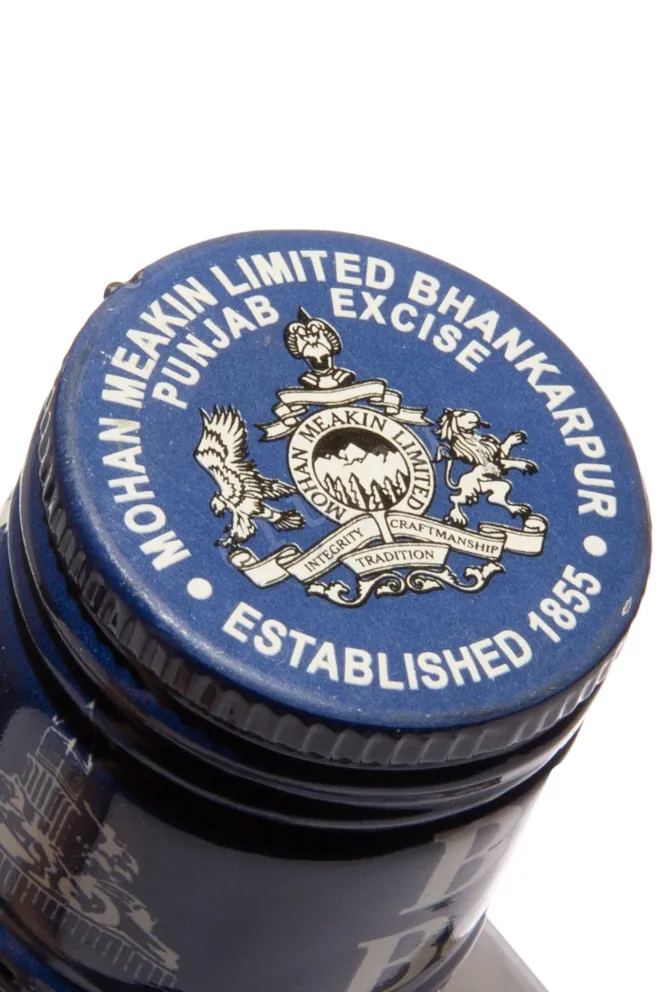 MOHAN MEAKIN LIMITED BHANKARPUR
PUNJAB EXCISE
MOHAN MEAKIN LIMITED
INTEGRITY TRADITION CRAFTMANSHIP
• ESTABLISHED 1855 •